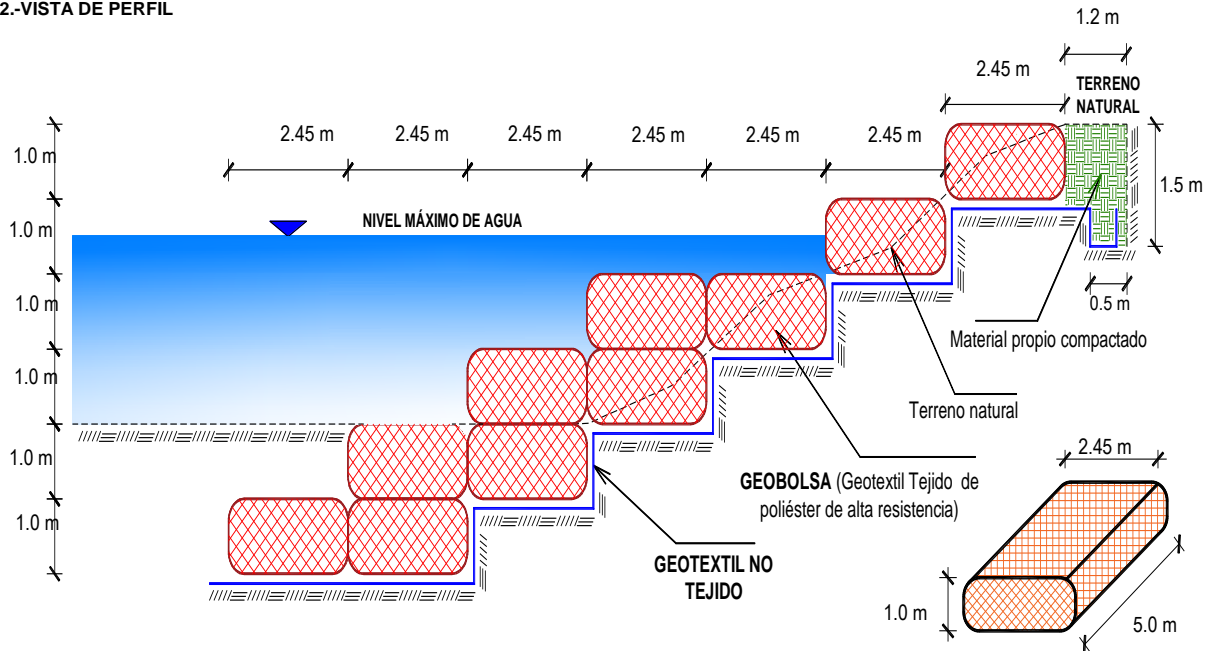 2.-VISTA DE PERFIL
1.2 m
2.45 m
TERRENO
NATURAL
2.45 m
2.45 m
2.45 m
2.45 m
2.45 m
2.45 m
1.0 m
1.5 m
1.0 m
NIVEL MÁXIMO DE AGUA
1.0 m
0.5 m
Material propio compactado
1.0 m
Terreno natural
1.0 m
2.45 m
GEOBOLSA (Geotextil Tejido de
poliéster de alta resistencia)
1.0 m
GEOTEXTIL NO
TEJIDO
1.0 m
5.0 m